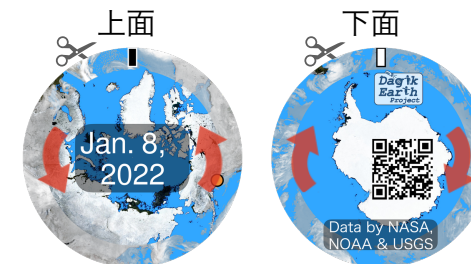 上面
下面
Dagik
Earth
Project
Jan. 8,
2022
Data by NASA,
NOAA & USGS